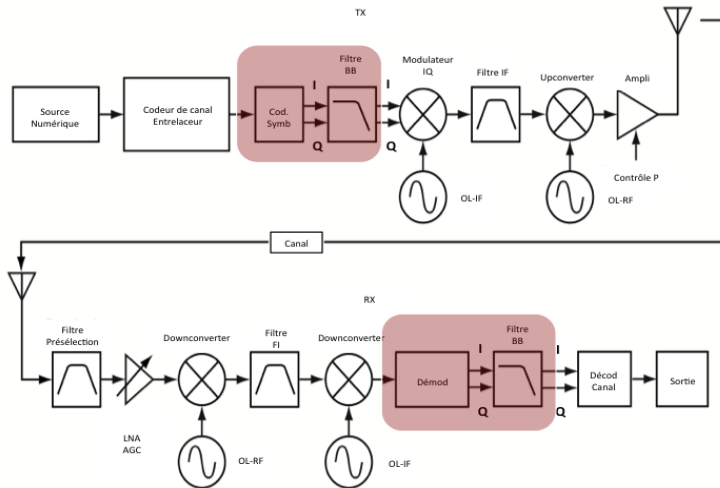 TX
Filtre
BB
Modulateur
IQ
Filtre IF
Upconverter
Ampli
I
I
Source
Numérique
Codeur de canal
Entrelaceur
Cod.
Symb
Q
Q
Contrôle P
OL-IF
OL-RF
Canal
RX
Filtre
Présélection
Downconverter
Filtre
FI
Downconverter
Filtre
BB
I
I
Démod
Décod
Canal
Sortie
Q
Q
LNA
AGC
OL-RF
OL-IF